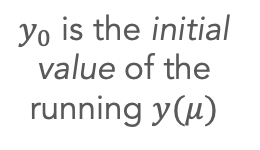 y₀ is the initial
value of the
running y(μ)